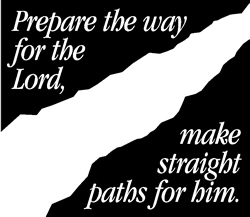 Prepare the way
for the
Lord,
make
straight
paths for him.